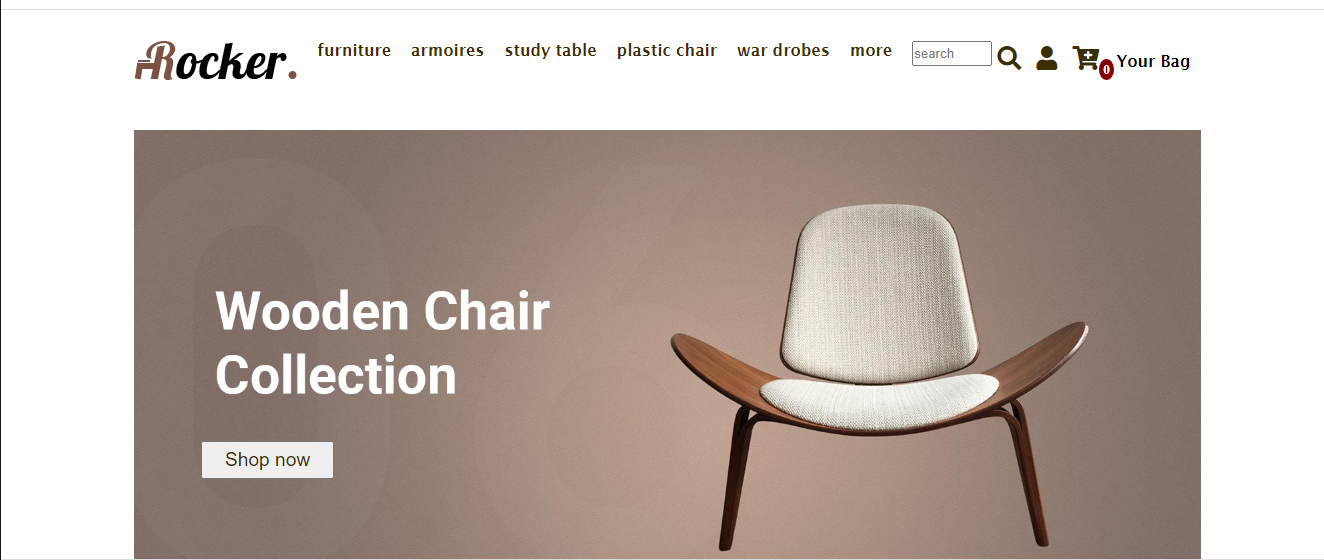 Rocker.
furniture armoires study table plastic chair war drobes more search 0 Your Bag
06
Wooden Chair
Collection
Shop now